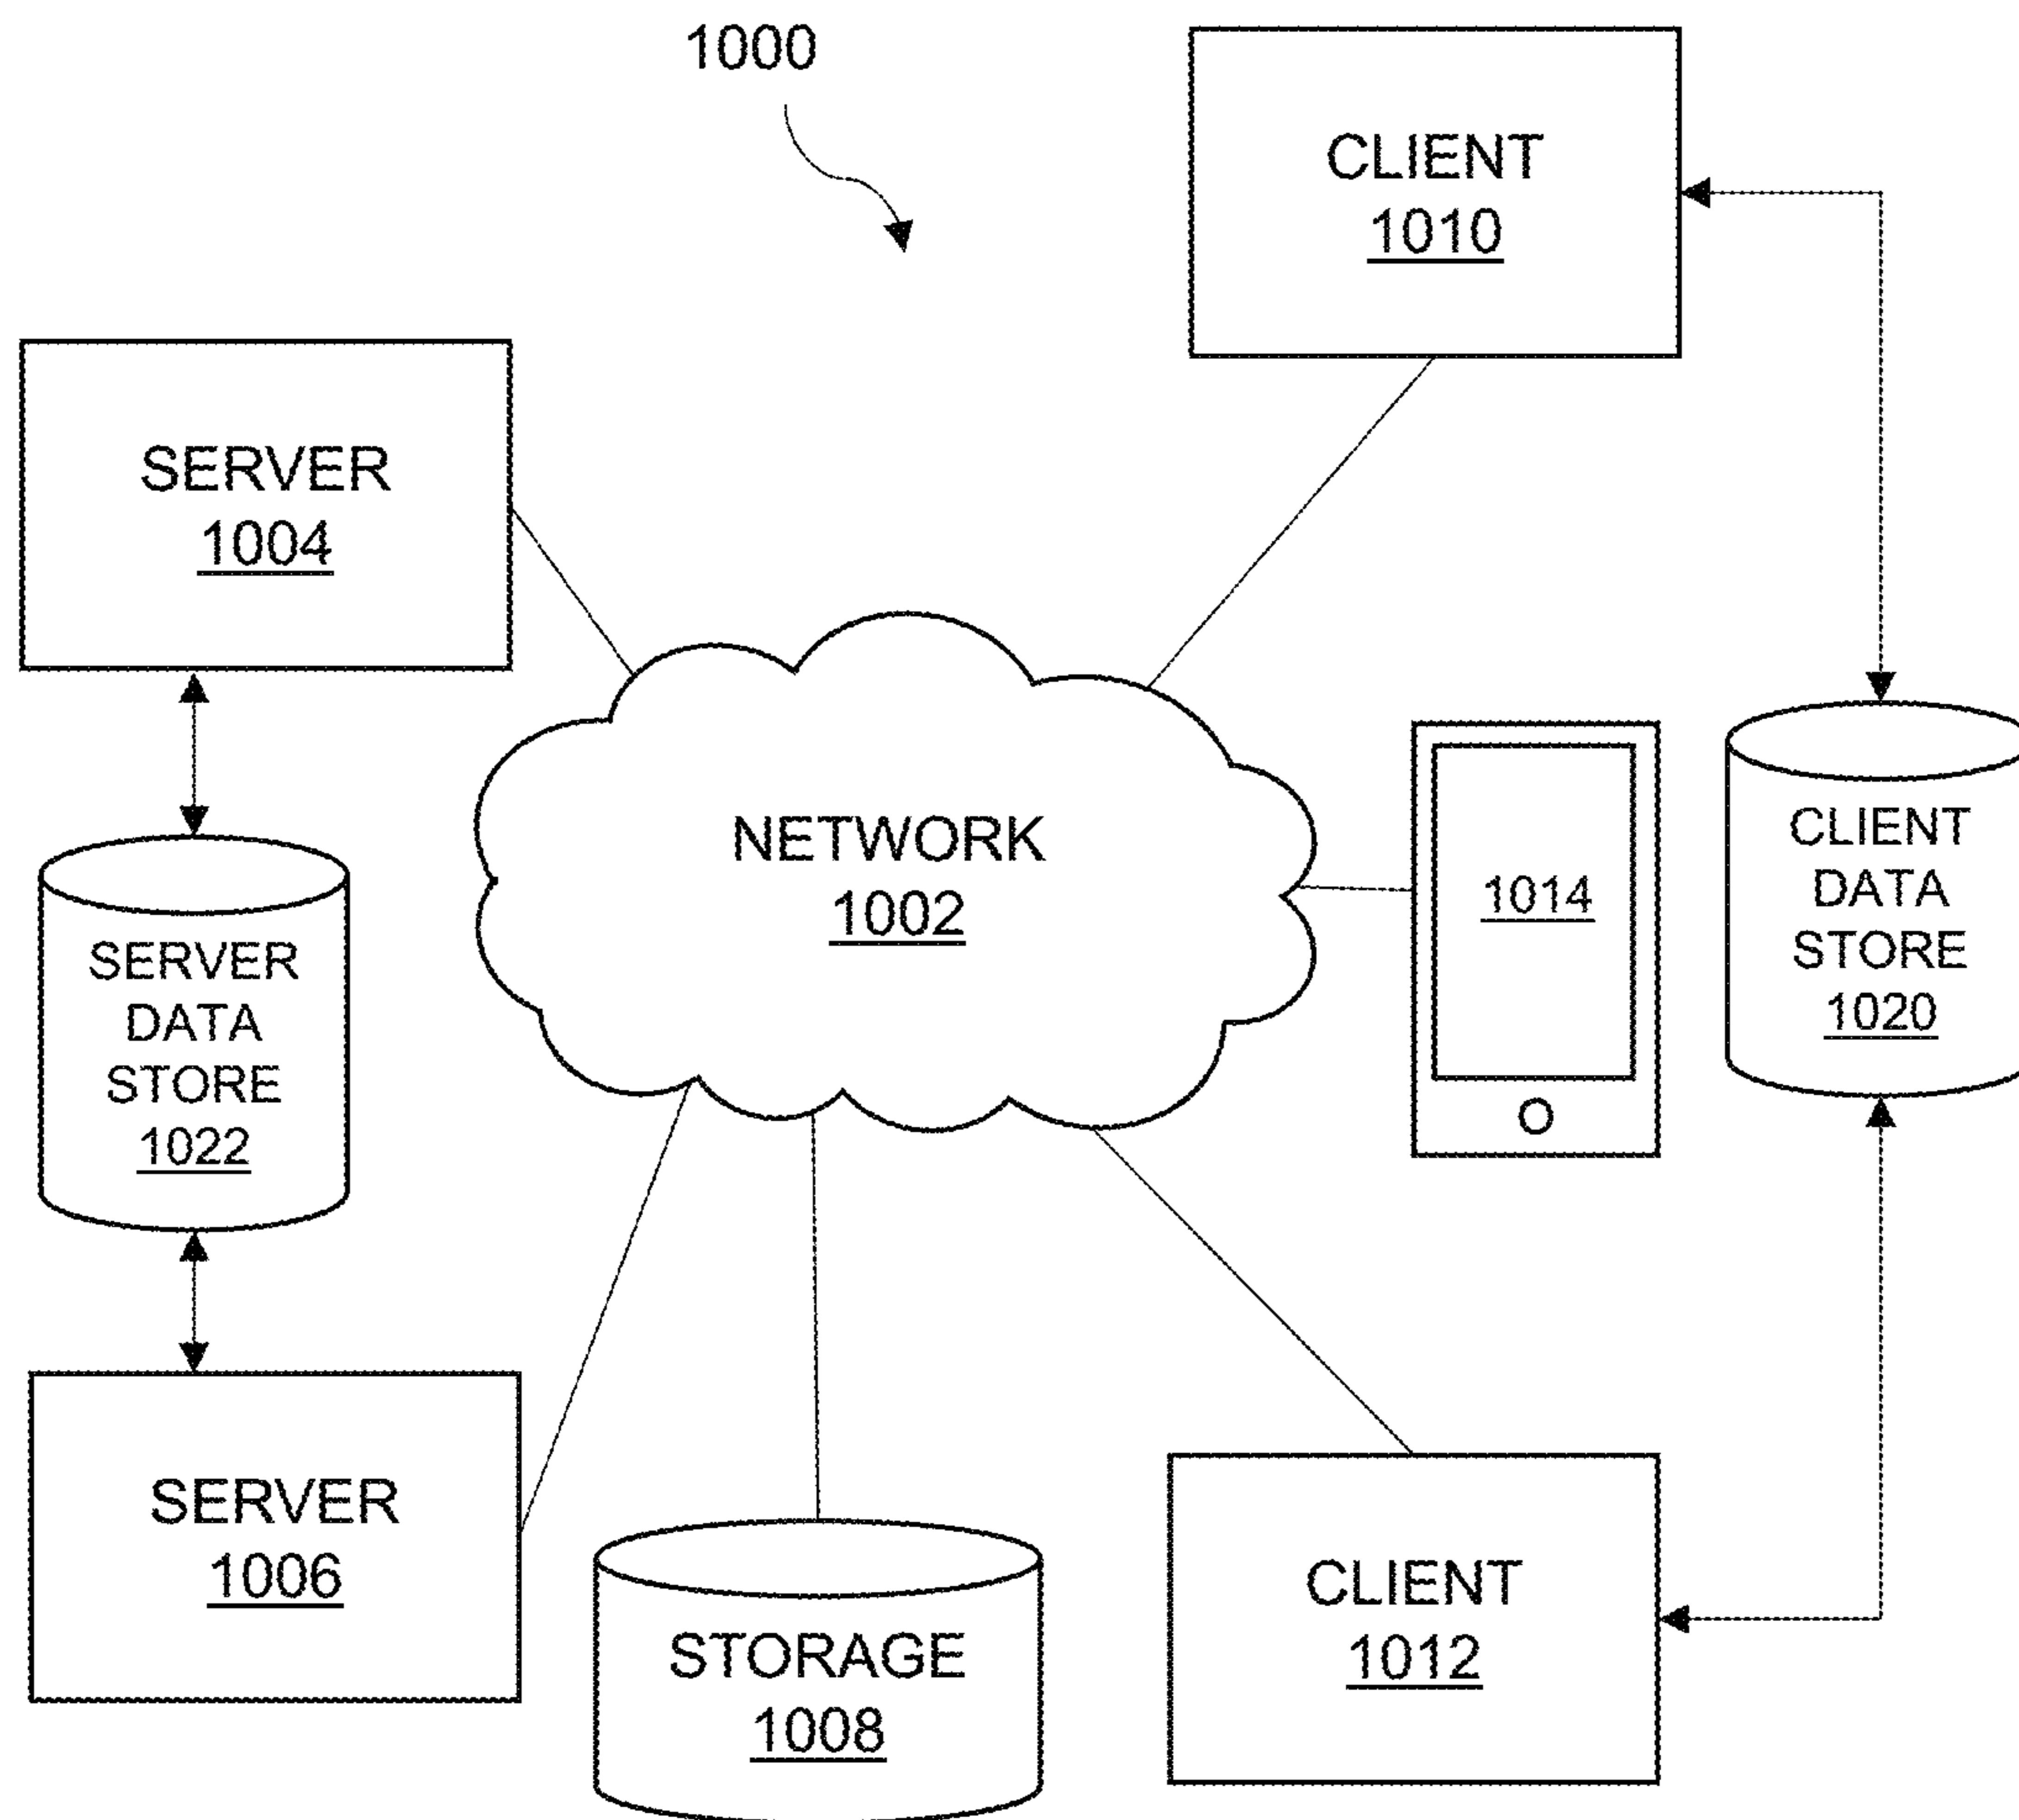 1000
CLIENT
1010
SERVER
1004
NETWORK
1002
1014
CLIENT
DATA
STORE
1020
SERVER
DATA
STORE
1022
SERVER
1006
STORAGE
1008
CLIENT
1012